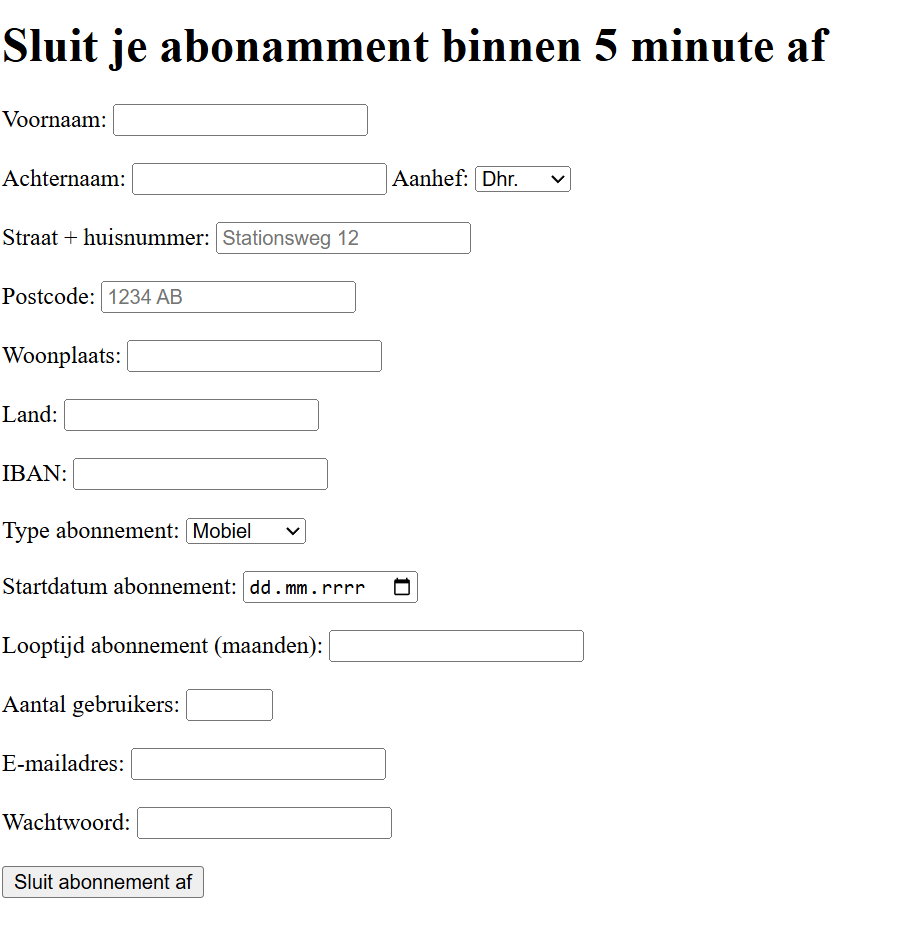 Sluit je abonamment binnen 5 minute af
Voornaam:
Achternaam: Aanhef: Dhr.
Straat + huisnummer: Stationsweg 12
Postcode: 1234 AB
Woonplaats:
Land:
IBAN:
Type abonnement: Mobiel
Startdatum abonnement: dd.mm.rrrr
Looptijd abonnement (maanden):
Aantal gebruikers:
E-mailadres:
Wachtwoord:
Sluit abonnement af